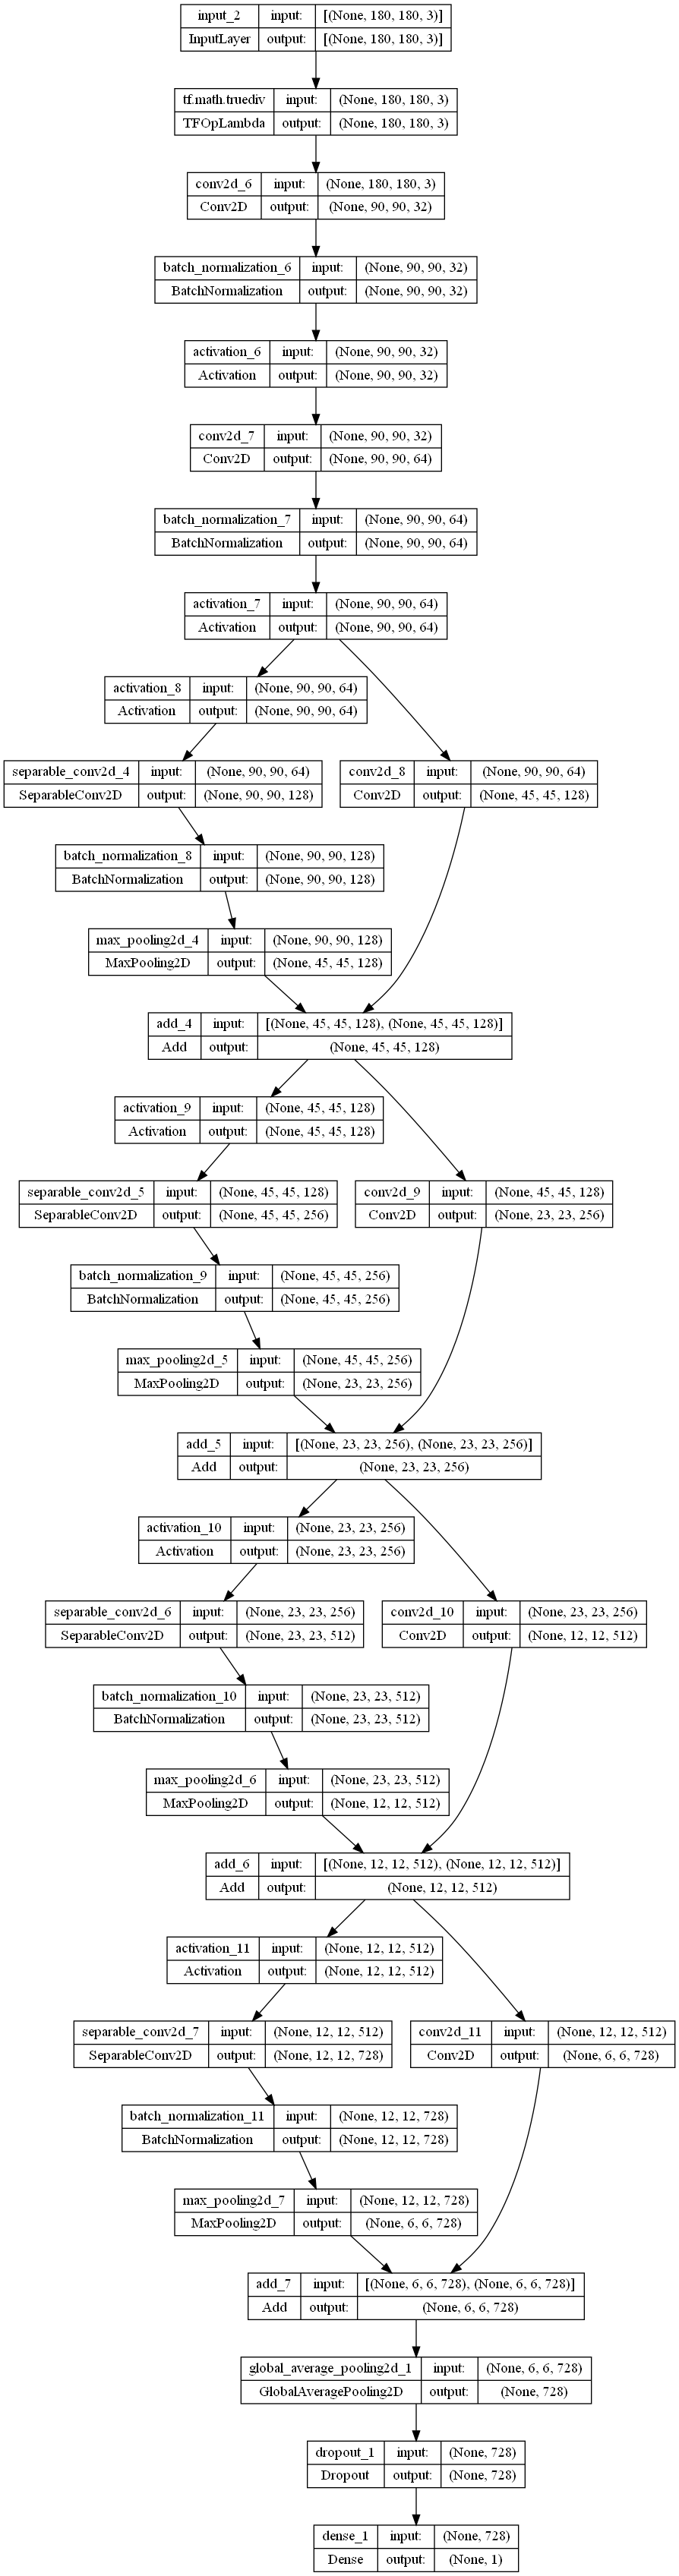 input_2 input: [(None, 180, 180, 3)]
InputLayer output: [(None, 180, 180, 3)]
tf.math.truediv input: (None, 180, 180, 3)
TFOpLambda output: (None, 180, 180, 3)
conv2d_6 input: (None, 180, 180, 3)
Conv2D output: (None, 90, 90, 32)
batch_normalization_6 input: (None, 90, 90, 32)
BatchNormalization output: (None, 90, 90, 32)
activation_6 input: (None, 90, 90, 32)
Activation output: (None, 90, 90, 32)
conv2d_7 input: (None, 90, 90, 32)
Conv2D output: (None, 90, 90, 64)
batch_normalization_7 input: (None, 90, 90, 64)
BatchNormalization output: (None, 90, 90, 64)
activation_7 input: (None, 90, 90, 64)
Activation output: (None, 90, 90, 64)
activation_8 input: (None, 90, 90, 64)
Activation output: (None, 90, 90, 64)
separable_conv2d_4 input: (None, 90, 90, 64)
SeparableConv2D output: (None, 90, 90, 128)
conv2d_8 input: (None, 90, 90, 64)
Conv2D output: (None, 45, 45, 128)
batch_normalization_8 input: (None, 90, 90, 128)
BatchNormalization output: (None, 90, 90, 128)
max_pooling2d_4 input: (None, 90, 90, 128)
MaxPooling2D output: (None, 45, 45, 128)
add_4 input: [(None, 45, 45, 128), (None, 45, 45, 128)]
Add output: (None, 45, 45, 128)
activation_9 input: (None, 45, 45, 128)
Activation output: (None, 45, 45, 128)
separable_conv2d_5 input: (None, 45, 45, 128)
SeparableConv2D output: (None, 45, 45, 256)
conv2d_9 input: (None, 45, 45, 128)
Conv2D output: (None, 23, 23, 256)
batch_normalization_9 input: (None, 45, 45, 256)
BatchNormalization output: (None, 45, 45, 256)
max_pooling2d_5 input: (None, 45, 45, 256)
MaxPooling2D output: (None, 23, 23, 256)
add_5 input: [(None, 23, 23, 256), (None, 23, 23, 256)]
Add output: (None, 23, 23, 256)
activation_10 input: (None, 23, 23, 256)
Activation output: (None, 23, 23, 256)
separable_conv2d_6 input: (None, 23, 23, 256)
SeparableConv2D output: (None, 23, 23, 512)
conv2d_10 input: (None, 23, 23, 256)
Conv2D output: (None, 12, 12, 512)
batch_normalization_10 input: (None, 23, 23, 512)
BatchNormalization output: (None, 23, 23, 512)
max_pooling2d_6 input: (None, 23, 23, 512)
MaxPooling2D output: (None, 12, 12, 512)
add_6 input: [(None, 12, 12, 512), (None, 12, 12, 512)]
Add output: (None, 12, 12, 512)
activation_11 input: (None, 12, 12, 512)
Activation output: (None, 12, 12, 512)
separable_conv2d_7 input: (None, 12, 12, 512)
SeparableConv2D output: (None, 12, 12, 728)
conv2d_11 input: (None, 12, 12, 512)
Conv2D output: (None, 6, 6, 728)
batch_normalization_11 input: (None, 12, 12, 728)
BatchNormalization output: (None, 12, 12, 728)
max_pooling2d_7 input: (None, 12, 12, 728)
MaxPooling2D output: (None, 6, 6, 728)
add_7 input: [(None, 6, 6, 728), (None, 6, 6, 728)]
Add output: (None, 6, 6, 728)
global_average_pooling2d_1 input: (None, 6, 6, 728)
GlobalAveragePooling2D output: (None, 728)
dropout_1 input: (None, 728)
Dropout output: (None, 728)
dense_1 input: (None, 728)
Dense output: (None, 1)